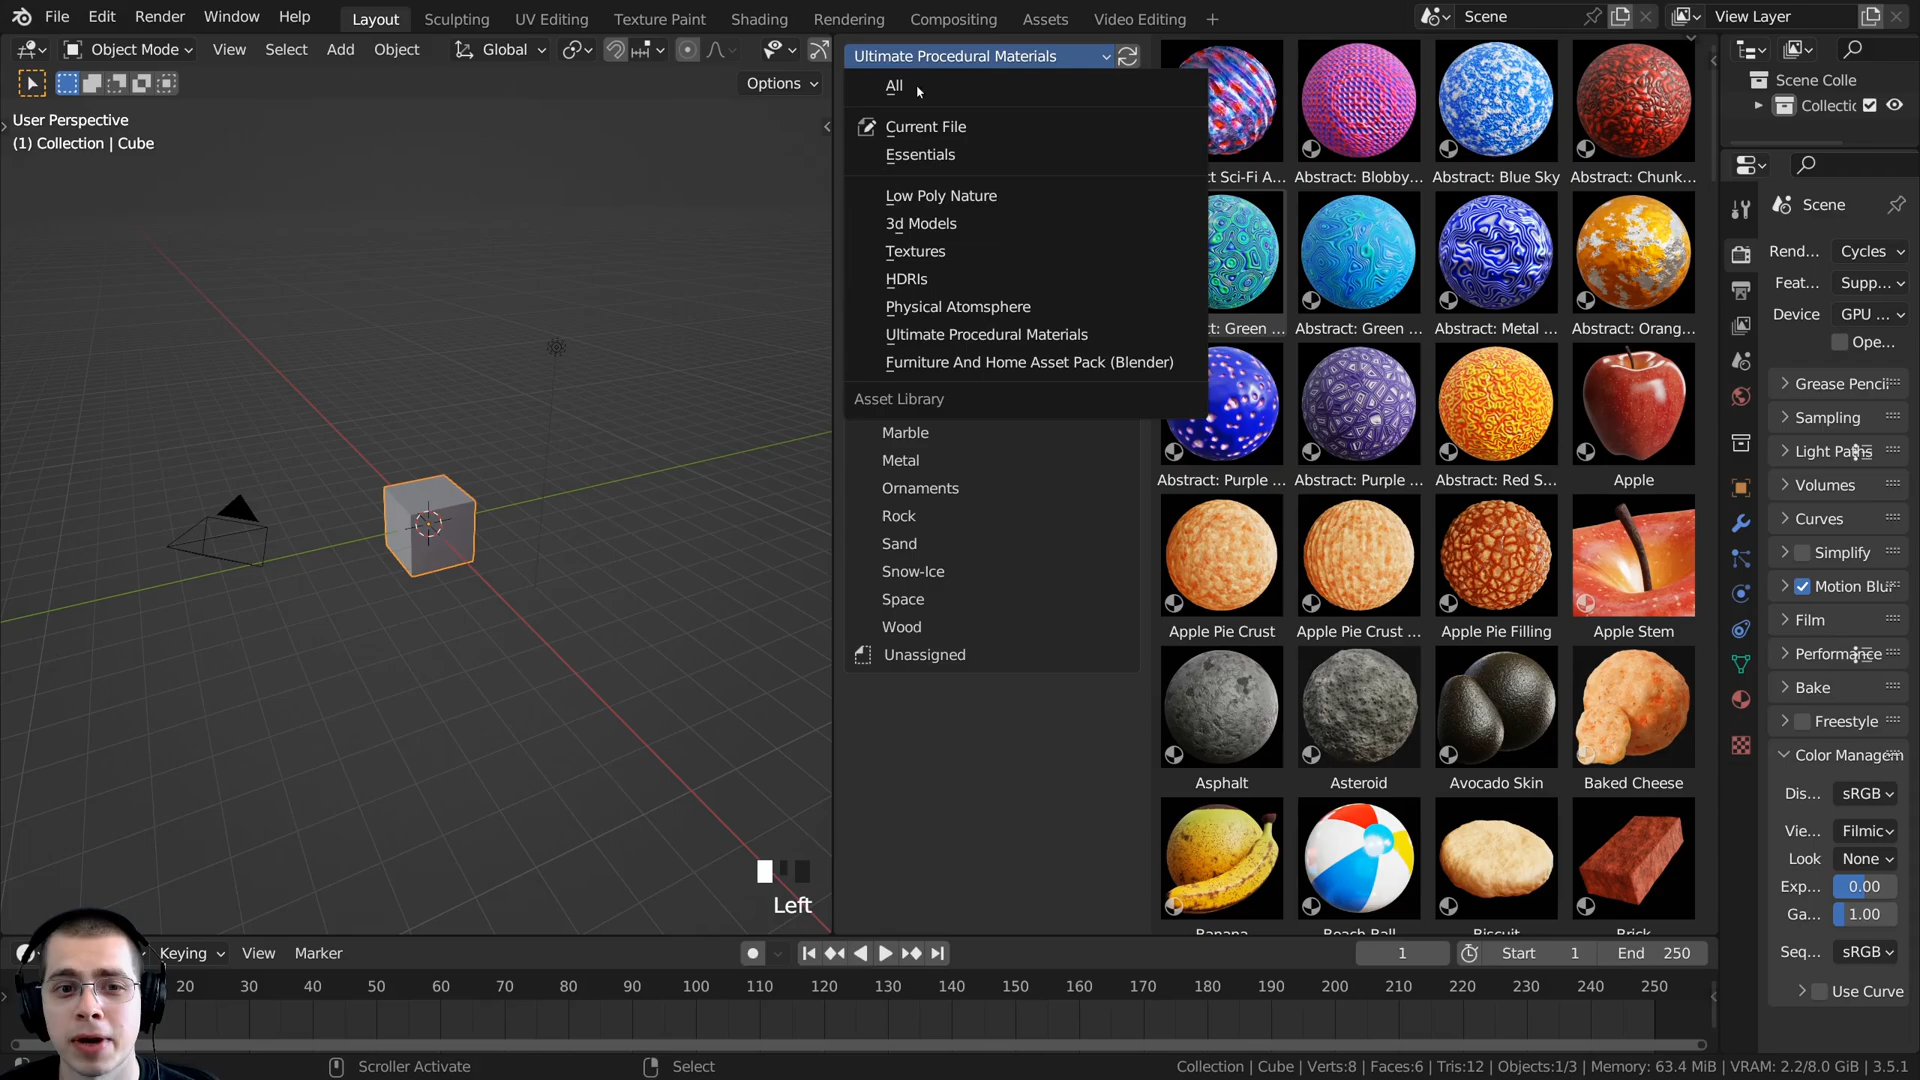 File Edit Render Window Help Layout Sculpting UV Editing Texture Paint Shading Rendering Compositing Assets Video Editing + Scene View Layer
Object Mode View Select Add Object Global
Options
User Perspective
(1) Collection | Cube
Ultimate Procedural Materials
All
Current File
Essentials
Low Poly Nature
3d Models
Textures
HDRIs
Physical Atomsphere
Ultimate Procedural Materials
Furniture And Home Asset Pack (Blender)
Asset Library
Marble
Metal
Ornaments
Rock
Sand
Snow-Ice
Space
Wood
Unassigned
ct Sci-Fi A... Abstract: Blobby... Abstract: Blue Sky Abstract: Chunk...
ct: Green ... Abstract: Green ... Abstract: Metal ... Abstract: Orang...
Abstract: Purple ... Abstract: Purple ... Abstract: Red S... Apple
Apple Pie Crust Apple Pie Crust ... Apple Pie Filling Apple Stem
Asphalt Asteroid Avocado Skin Baked Cheese
Banana Beach Ball Biscuit Brick
Scene Colle
Collectic
Scene
Rend... Cycles
Feat... Supp...
Device GPU ...
Ope...
Grease Pencil
Sampling
Light Paths
Volumes
Curves
Simplify
Motion Blur
Film
Performance
Bake
Freestyle
Color Managem
Dis... sRGB
Vie... Filmic
Look None
Exp... 0.00
Ga... 1.00
Seq... sRGB
Use Curve
Left
Keying View Marker 1 Start 1 End 250
20 30 40 50 60 70 80 90 100 110 120 130 140 150 160 170 180 190 200 210 220 230 240 250
Scroller Activate Select Collection | Cube | Verts:8 | Faces:6 | Tris:12 | Objects:1/3 | Memory: 63.4 MiB | VRAM: 2.2/8.0 GiB | 3.5.1